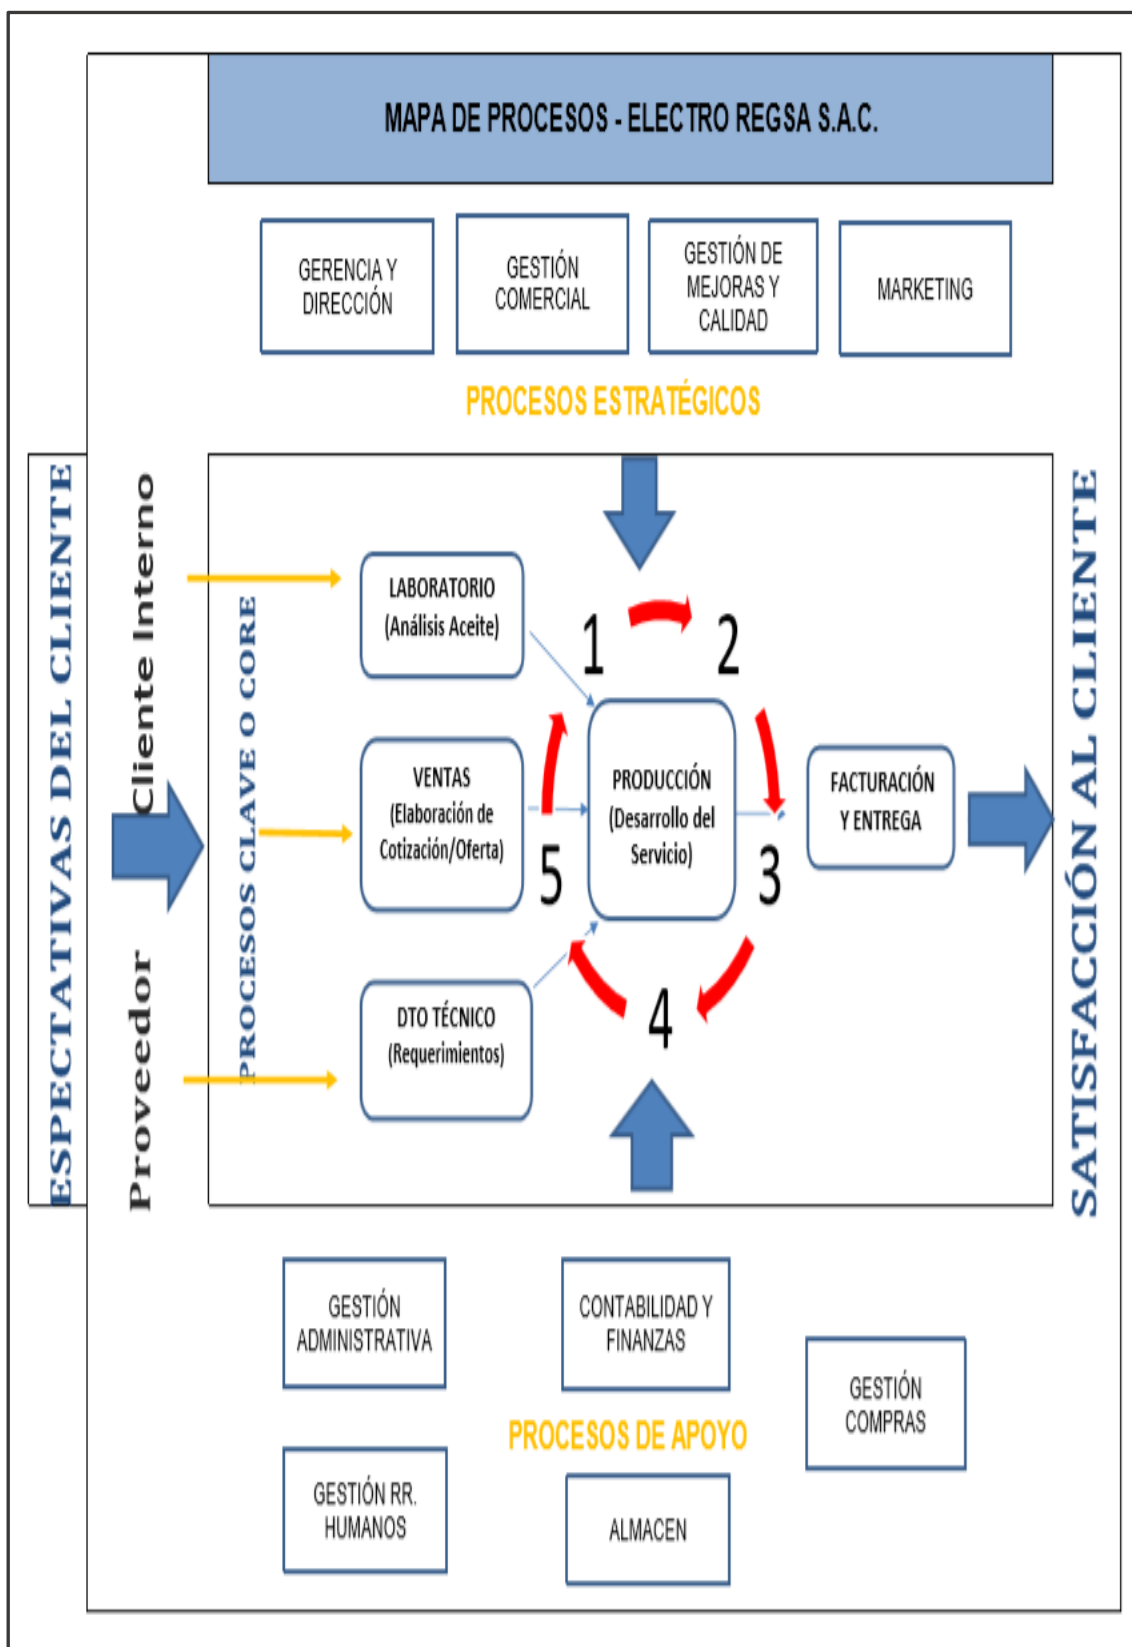 MAPA DE PROCESOS - ELECTRO REGSA S.A.C.
GERENCIA Y
DIRECCIÓN
GESTIÓN
COMERCIAL
GESTIÓN DE
MEJORAS Y
CALIDAD
MARKETING
PROCESOS ESTRATÉGICOS
ESPECTATIVAS DEL CLIENTE
Cliente Interno
Proveedor
PROCESOS CLAVE O CORE
LABORATORIO
(Análisis Aceite)
VENTAS
(Elaboración de
Cotización/Oferta)
DTO TÉCNICO
(Requerimientos)
1
2
3
4
5
PRODUCCIÓN
(Desarrollo del
Servicio)
FACTURACIÓN
Y ENTREGA
SATISFACCIÓN AL CLIENTE
GESTIÓN
ADMINISTRATIVA
CONTABILIDAD Y
FINANZAS
GESTIÓN
COMPRAS
PROCESOS DE APOYO
GESTIÓN RR.
HUMANOS
ALMACEN